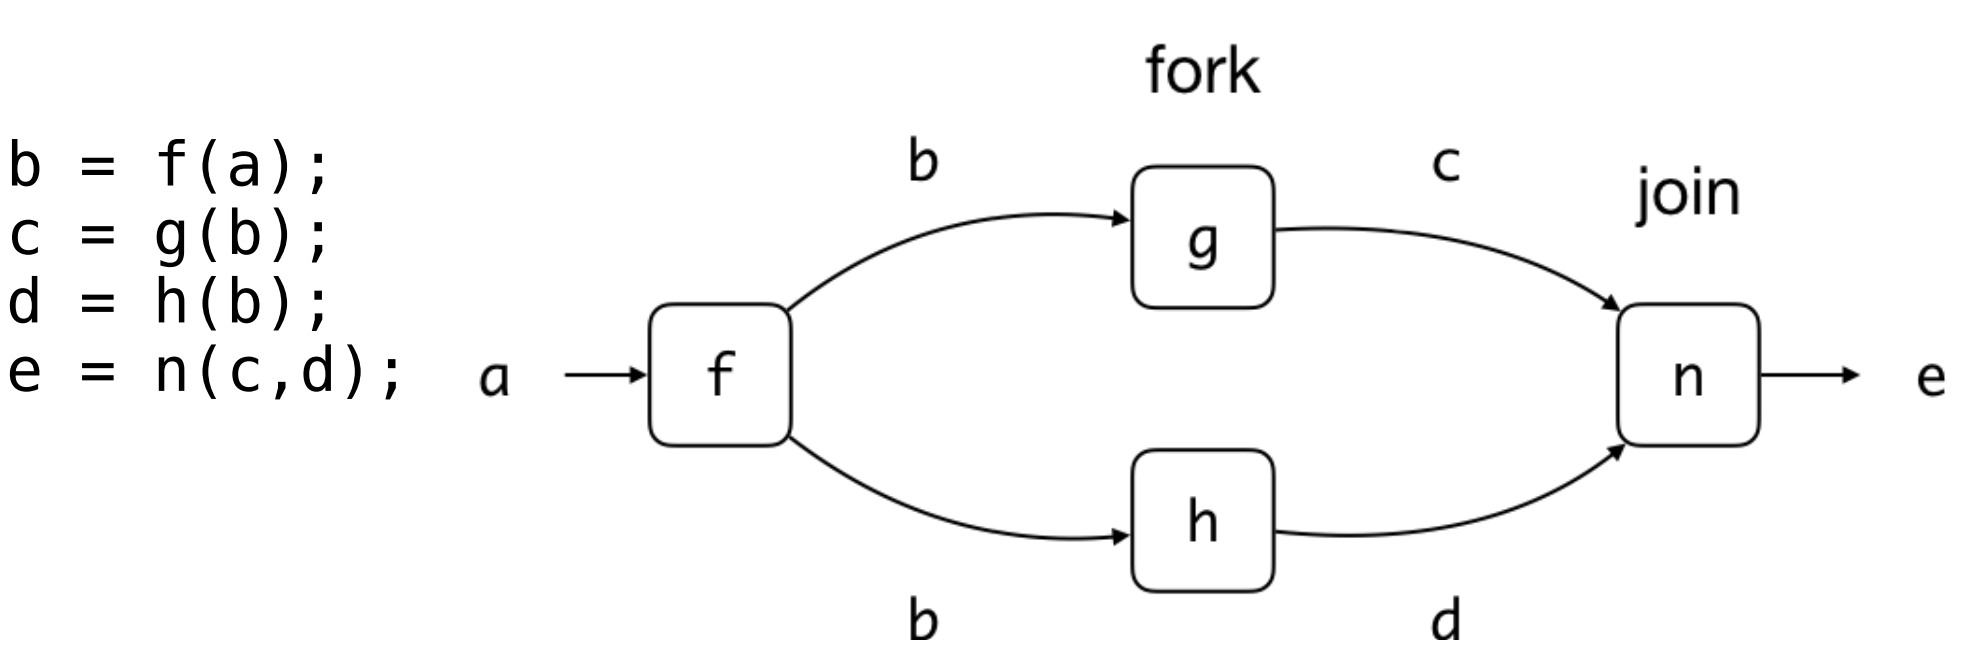 b = f(a);
c = g(b);
d = h(b);
e = n(c,d);
fork
b
c
join
g
a
f
n
e
h
b
d